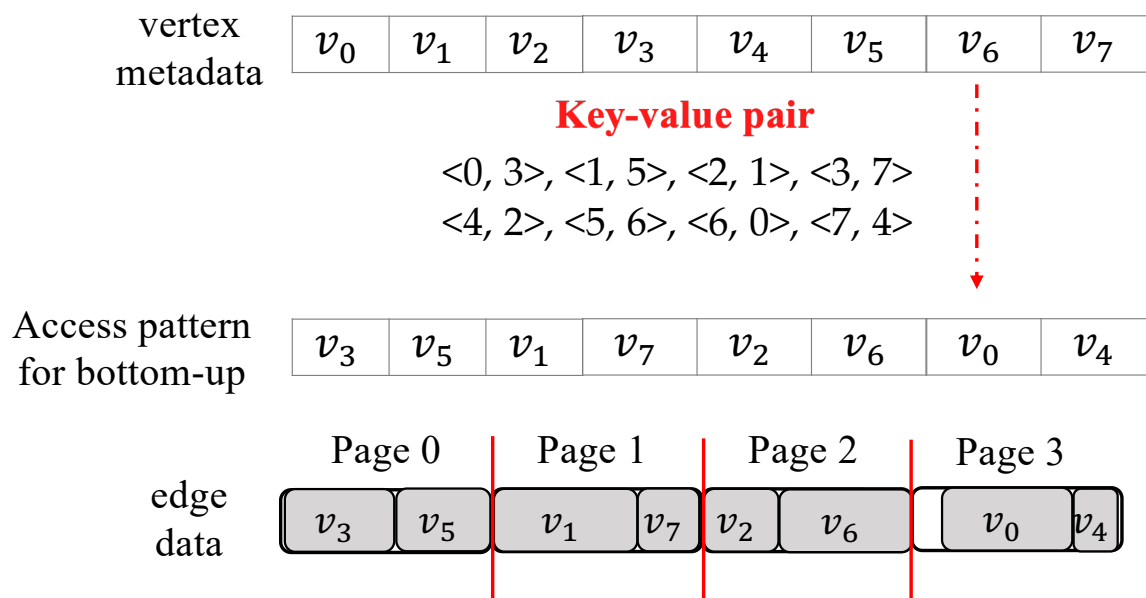 vertex metadata
v₀ v₁ v₂ v₃ v₄ v₅ v₆ v₇
Key-value pair
<0, 3>, <1, 5>, <2, 1>, <3, 7>
<4, 2>, <5, 6>, <6, 0>, <7, 4>
Access pattern for bottom-up
v₃ v₅ v₁ v₇ v₂ v₆ v₀ v₄
Page 0 Page 1 Page 2 Page 3
edge data
v₃ v₅ v₁ v₇ v₂ v₆ v₀ v₄